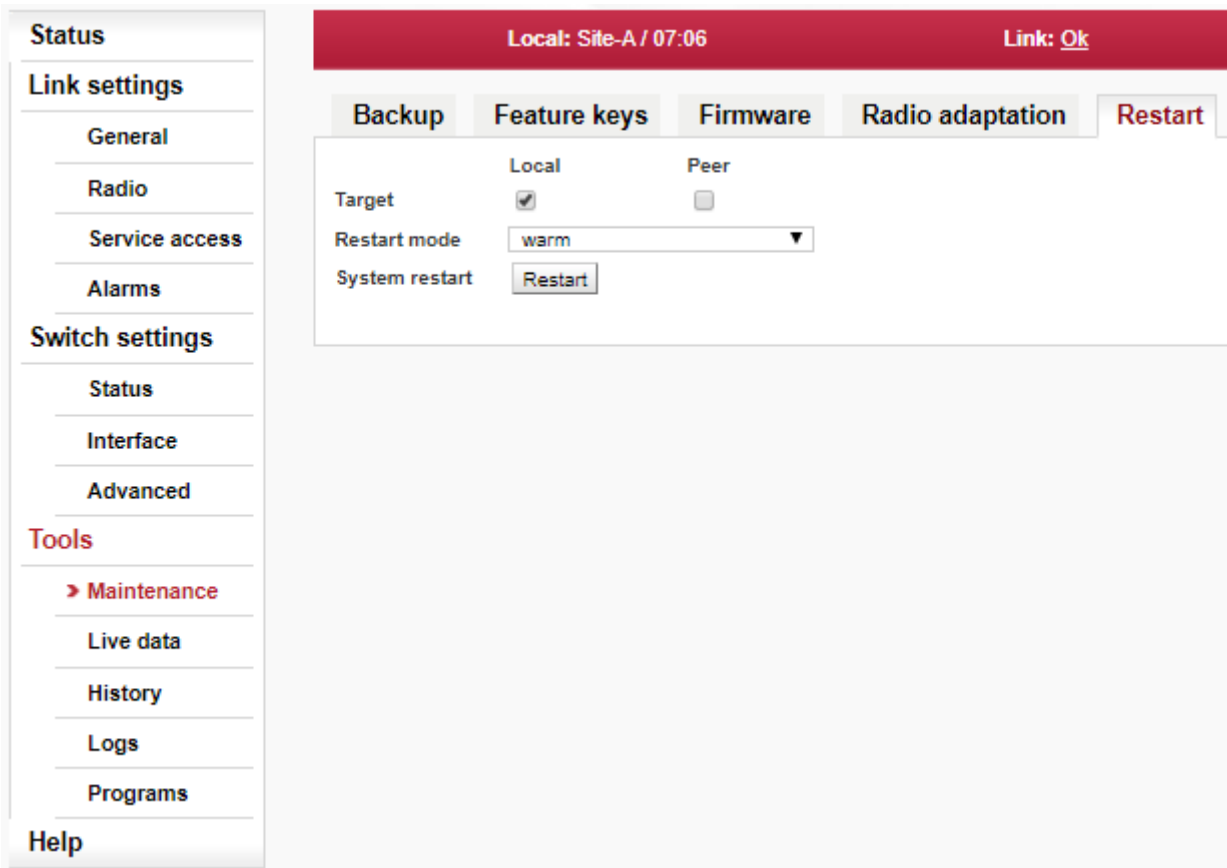 Status
Link settings
General
Radio
Service access
Alarms
Switch settings
Status
Interface
Advanced
Tools
Maintenance
Live data
History
Logs
Programs
Help
Local: Site-A / 07:06 Link: Ok
Backup Feature keys Firmware Radio adaptation Restart
Local Peer
Target
Restart mode warm
System restart Restart